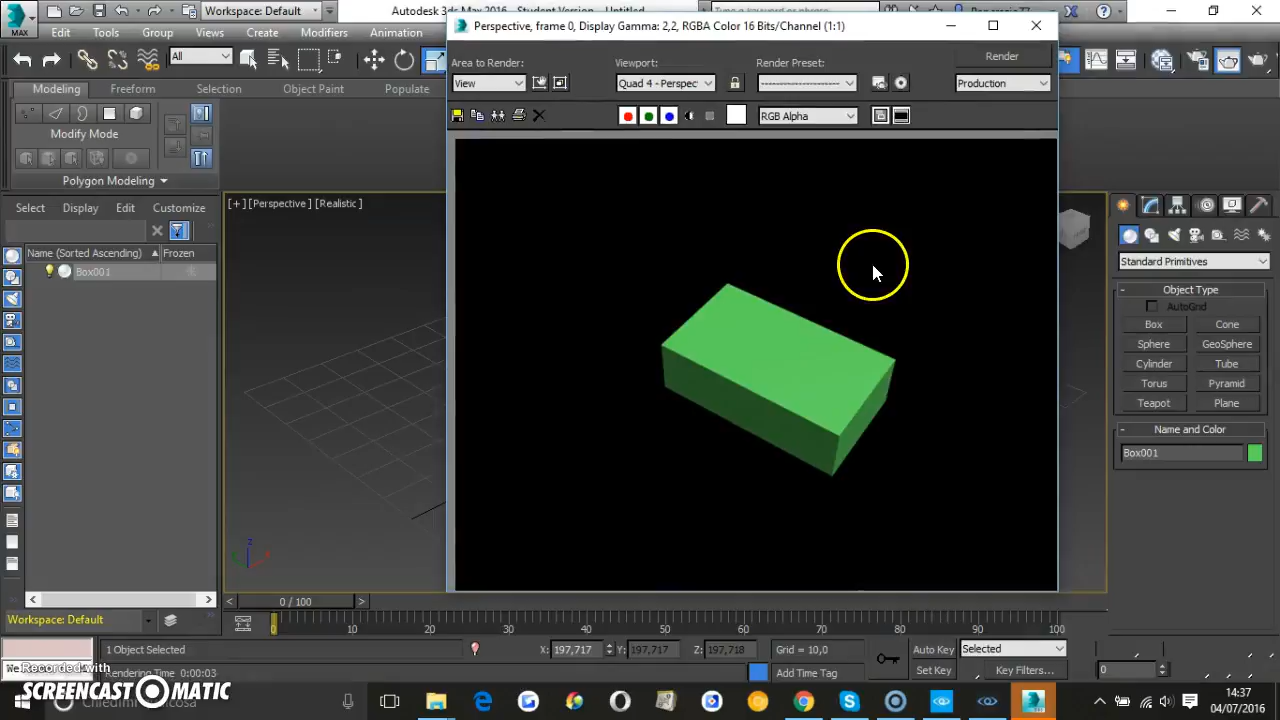 Autodesk 3ds Max 2016 - Student Version - Untitled
MAX
Edit
Group
Views
Create
Modifiers
Animation
Perspective, frame 0, Display Gamma: 2,2, RGBA Color 16 Bits/Channel (1:1)
Area to Render:
Viewport:
Render Preset:
Render
View
Quad 4 - Perspec
Production
RGB Alpha
All
Modeling
Selection
Object Paint
Populate
Modify Mode
Polygon Modeling
Select
Display
Edit
Customize
Name (Sorted Ascending)
Frozen
Box001
[+] [Perspective ] [Realistic ]
Standard Primitives
- Object Type
AutoGrid
Box
Cone
Sphere
GeoSphere
Cylinder
Tube
Torus
Pyramid
Teapot
Plane
- Name and Color
Box001
z
< 0 / 100 >
Workspace: Default
0 10 20 30 40 50 60 70 80 90 100
1 Object Selected
X: 197,717 Y: 197,717 Z: 197,718
Grid = 10,0
Auto Key
Selected
Rendering Time: 0:00:03
Add Time Tag
Set Key
Key Filters...
0
Recorded with
SCREENCAST-O-MATIC
14:37
04/07/2016